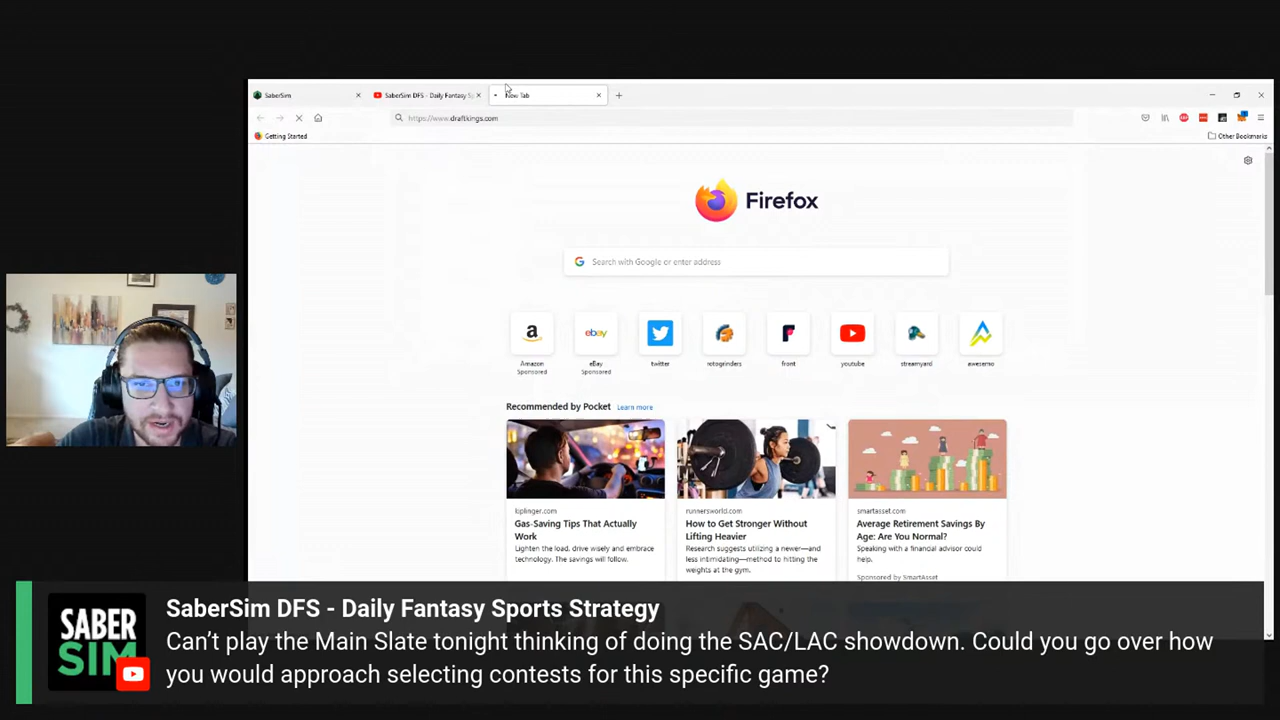 SaberSim
SaberSim DFS - Daily Fantasy Sp
New Tab
https://www.draftkings.com
Getting Started
Other Bookmarks
Firefox
Search with Google or enter address
Amazon
Sponsored
eBay
Sponsored
twitter
rotogrinders
front
youtube
streamyard
awesemo
Recommended by Pocket Learn more
kiplinger.com
Gas-Saving Tips That Actually
Work
Lighten the load, drive wisely and embrace
technology. The savings will follow.
runnersworld.com
How to Get Stronger Without
Lifting Heavier
Research suggests utilizing a newer—and
less intimidating—method to hitting the
weights at the gym.
smartasset.com
Average Retirement Savings By
Age: Are You Normal?
Speaking with a financial advisor could
help.
Sponsored by SmartAsset
SABER
SIM
SaberSim DFS - Daily Fantasy Sports Strategy
Can't play the Main Slate tonight thinking of doing the SAC/LAC showdown. Could you go over how
you would approach selecting contests for this specific game?